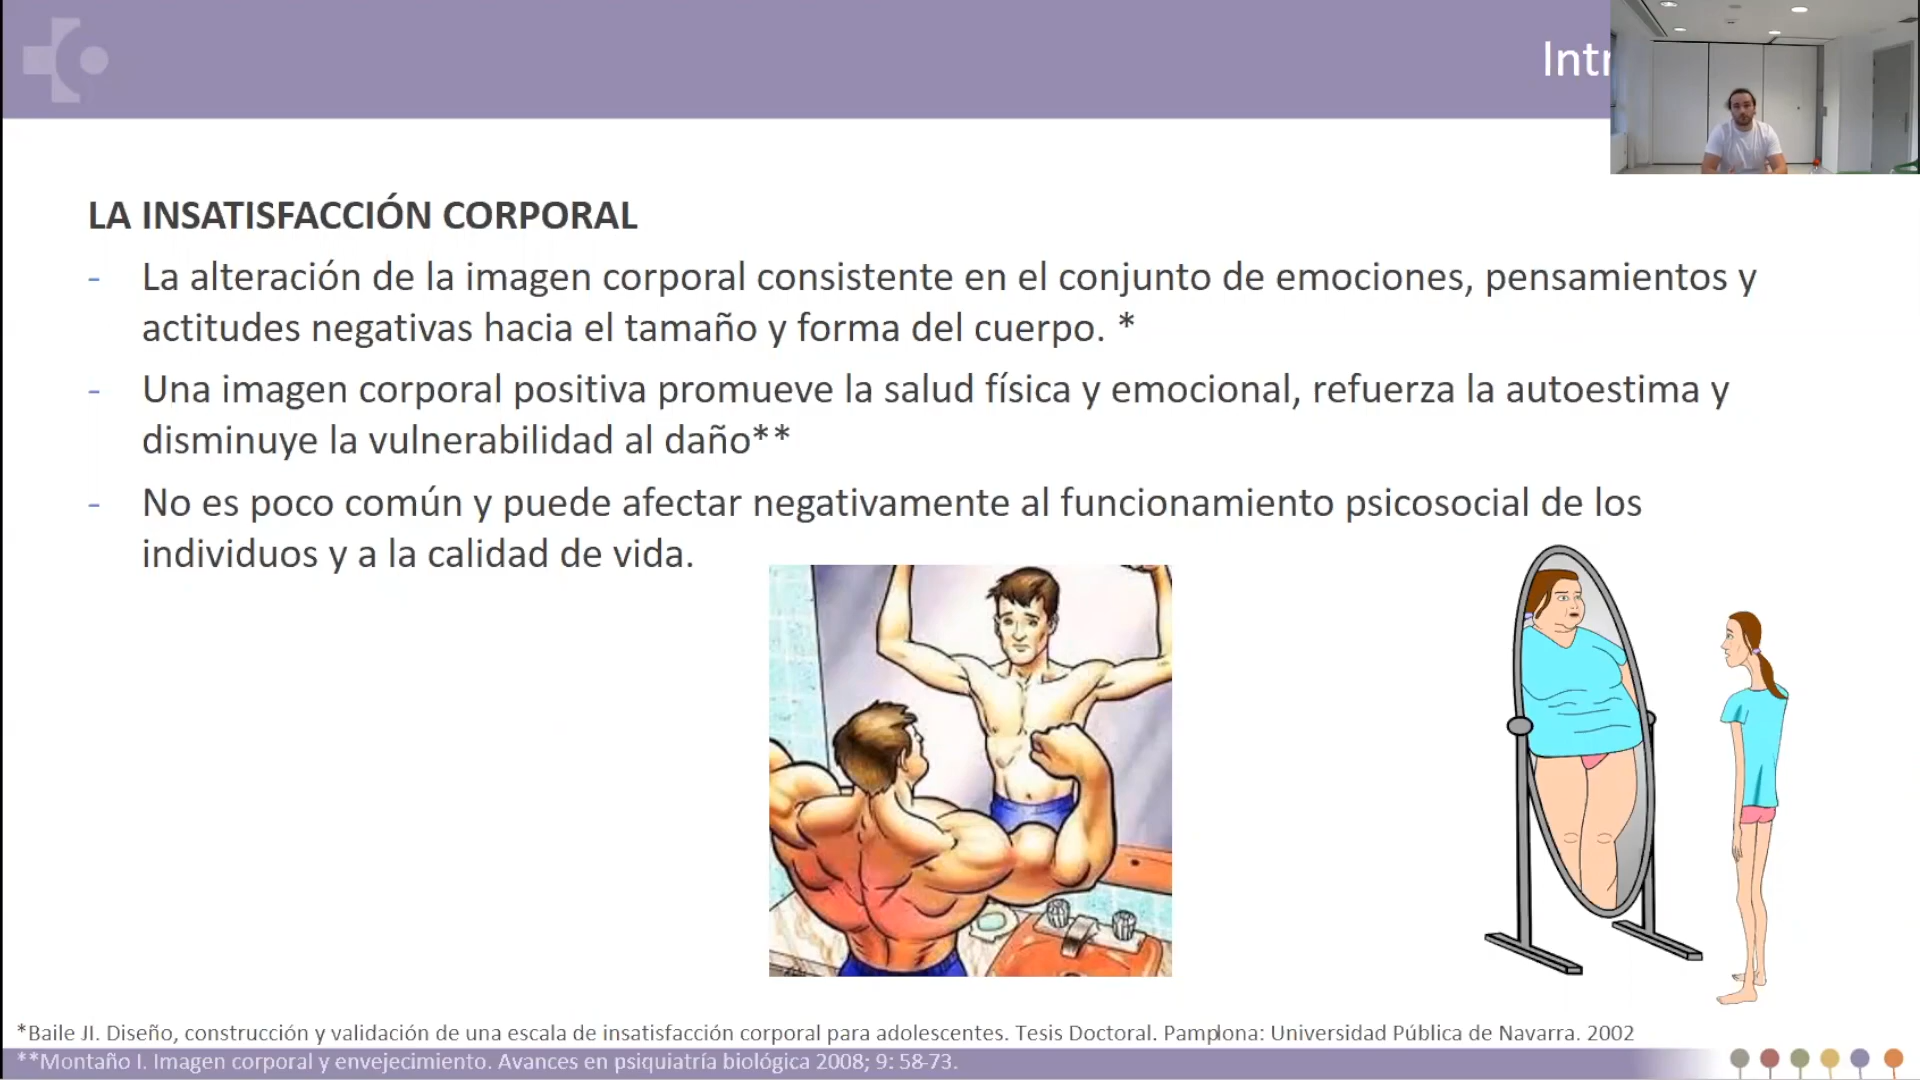 Intr
LA INSATISFACCIÓN CORPORAL
- La alteración de la imagen corporal consistente en el conjunto de emociones, pensamientos y
actitudes negativas hacia el tamaño y forma del cuerpo. *
- Una imagen corporal positiva promueve la salud física y emocional, refuerza la autoestima y
disminuye la vulnerabilidad al daño**
- No es poco común y puede afectar negativamente al funcionamiento psicosocial de los
individuos y a la calidad de vida.
*Baile JI. Diseño, construcción y validación de una escala de insatisfacción corporal para adolescentes. Tesis Doctoral. Pamplona: Universidad Pública de Navarra. 2002
**Montaño I. Imagen corporal y envejecimiento. Avances en psiquiatría biológica 2008; 9: 58-73.